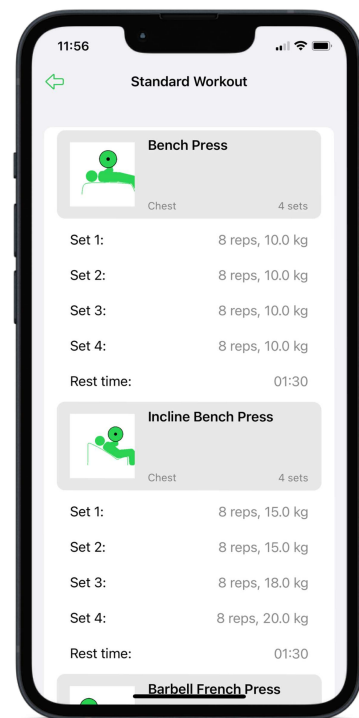 11:56
Standard Workout
Bench Press
Chest 4 sets
Set 1: 8 reps, 10.0 kg
Set 2: 8 reps, 10.0 kg
Set 3: 8 reps, 10.0 kg
Set 4: 8 reps, 10.0 kg
Rest time: 01:30
Incline Bench Press
Chest 4 sets
Set 1: 8 reps, 15.0 kg
Set 2: 8 reps, 15.0 kg
Set 3: 8 reps, 18.0 kg
Set 4: 8 reps, 20.0 kg
Rest time: 01:30
Barbell French Press